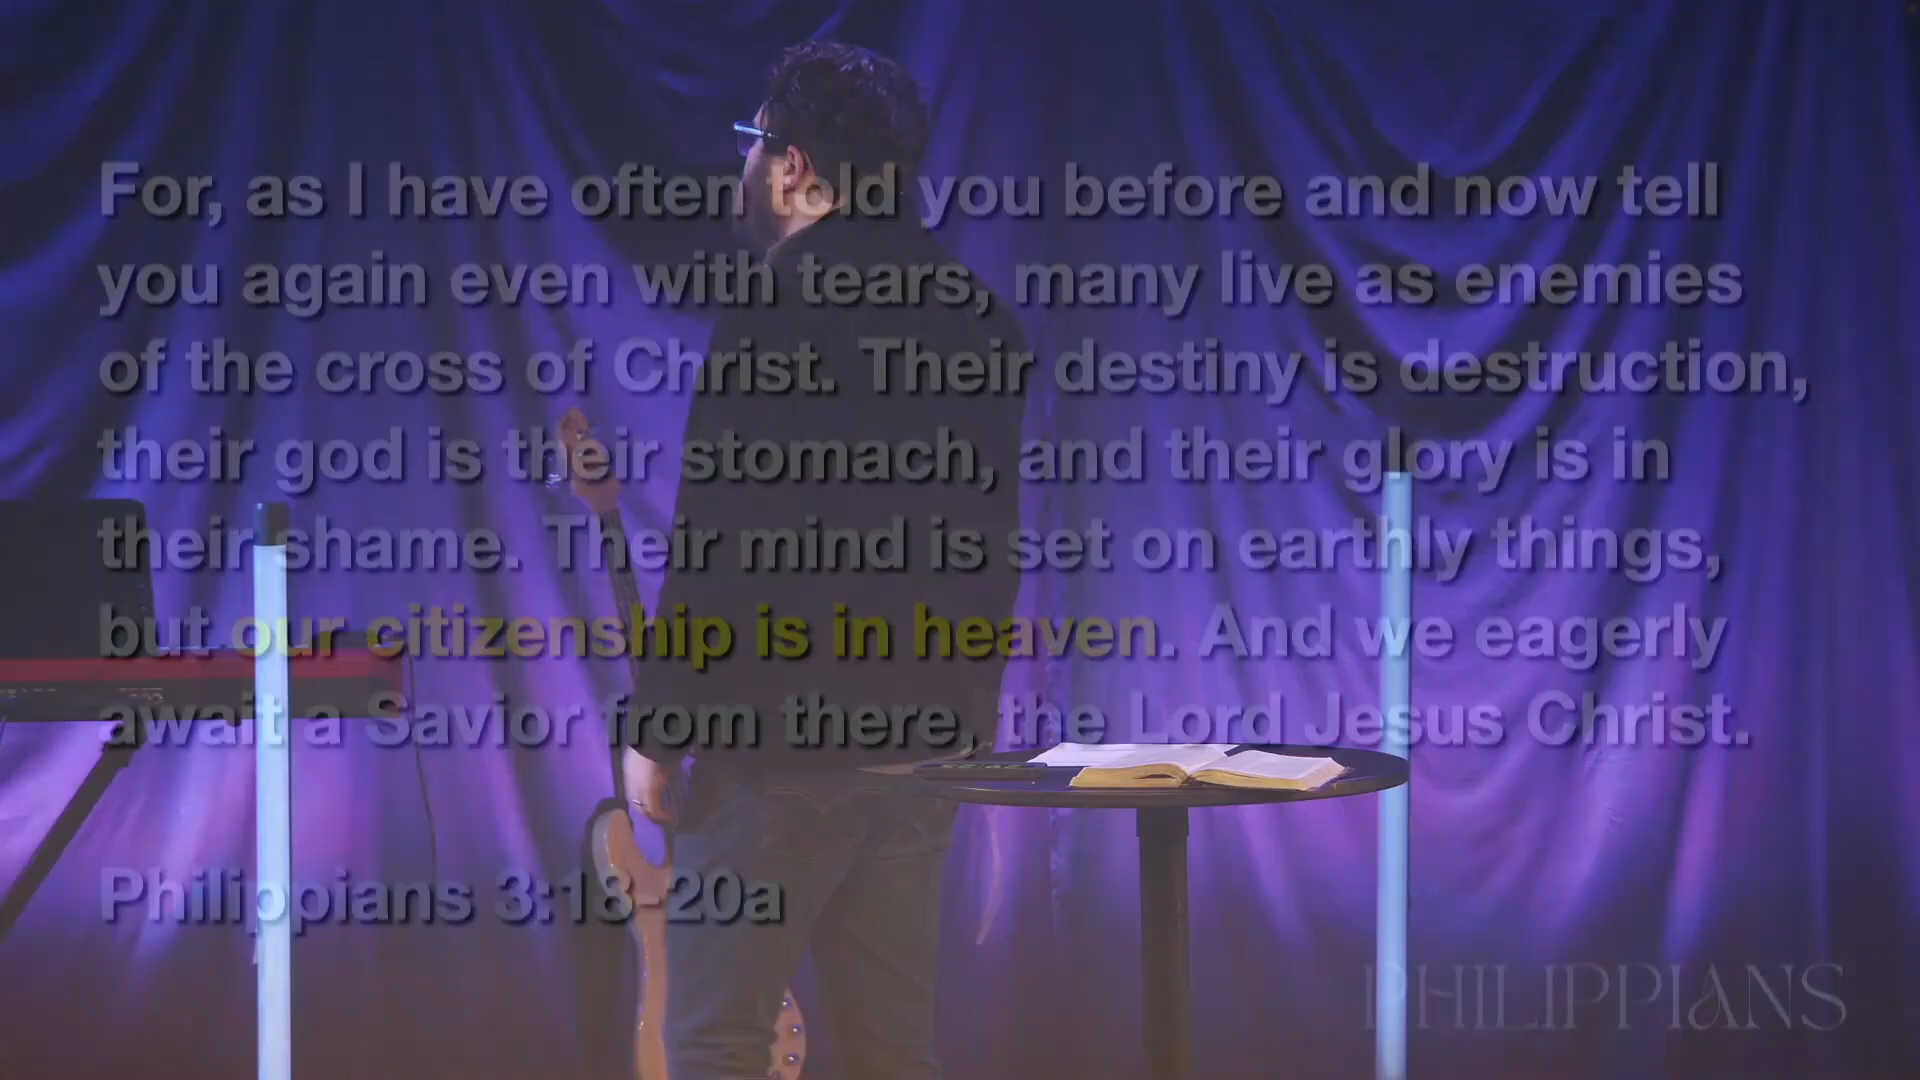 For, as I have often told you before and now tell
you again even with tears, many live as enemies
of the cross of Christ. Their destiny is destruction,
their god is their stomach, and their glory is in
their shame. Their mind is set on earthly things,
but our citizenship is in heaven. And we eagerly
await a Savior from there, the Lord Jesus Christ.
Philippians 3:18-20a
PHILIPPIANS